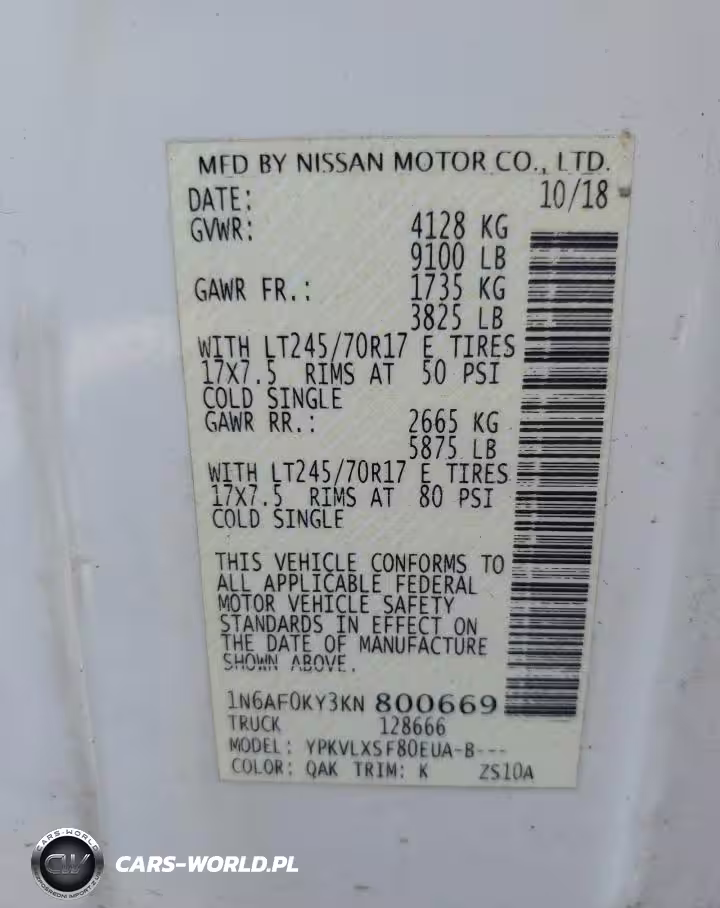 MFD BY NISSAN MOTOR CO., LTD.
DATE: 10/18
GVWR: 4128 KG
9100 LB
GAWR FR.: 1735 KG
3825 LB
WITH LT245/70R17 E TIRES
17X7.5 RIMS AT 50 PSI
COLD SINGLE
GAWR RR.: 2665 KG
5875 LB
WITH LT245/70R17 E TIRES
17X7.5 RIMS AT 80 PSI
COLD SINGLE
THIS VEHICLE CONFORMS TO
ALL APPLICABLE FEDERAL
MOTOR VEHICLE SAFETY
STANDARDS IN EFFECT ON
THE DATE OF MANUFACTURE
SHOWN ABOVE.
1N6AF0KY3KN 800669
TRUCK 128666
MODEL: YPKVLXSF80EUA-B---
COLOR: QAK TRIM: K ZS10A
CARS-WORLD
CW
CARS-WORLD.PL